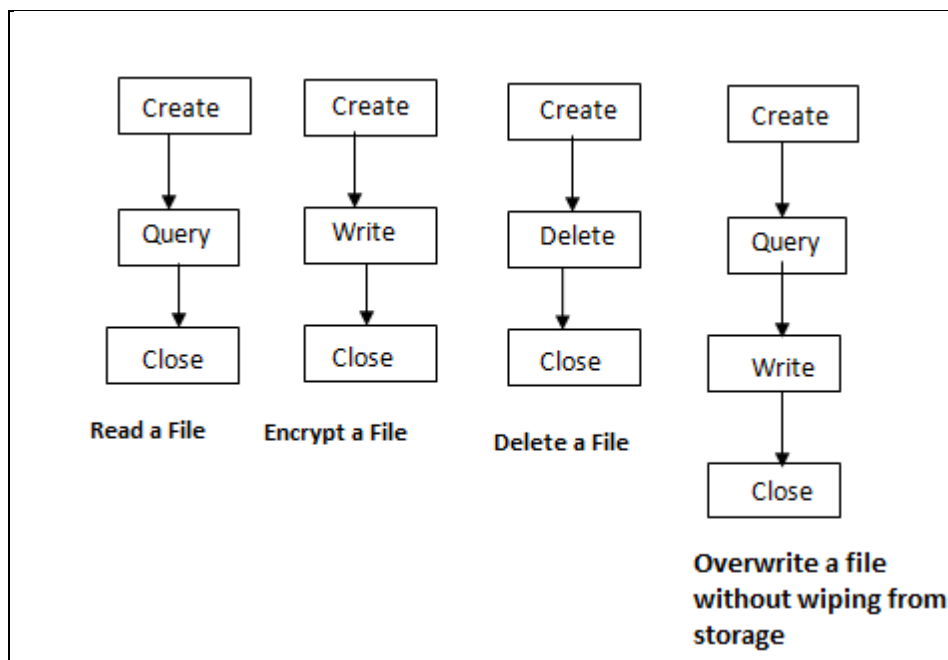 Create
Query
Close
Read a File
Create
Write
Close
Encrypt a File
Create
Delete
Close
Delete a File
Create
Query
Write
Close
Overwrite a file
without wiping from
storage